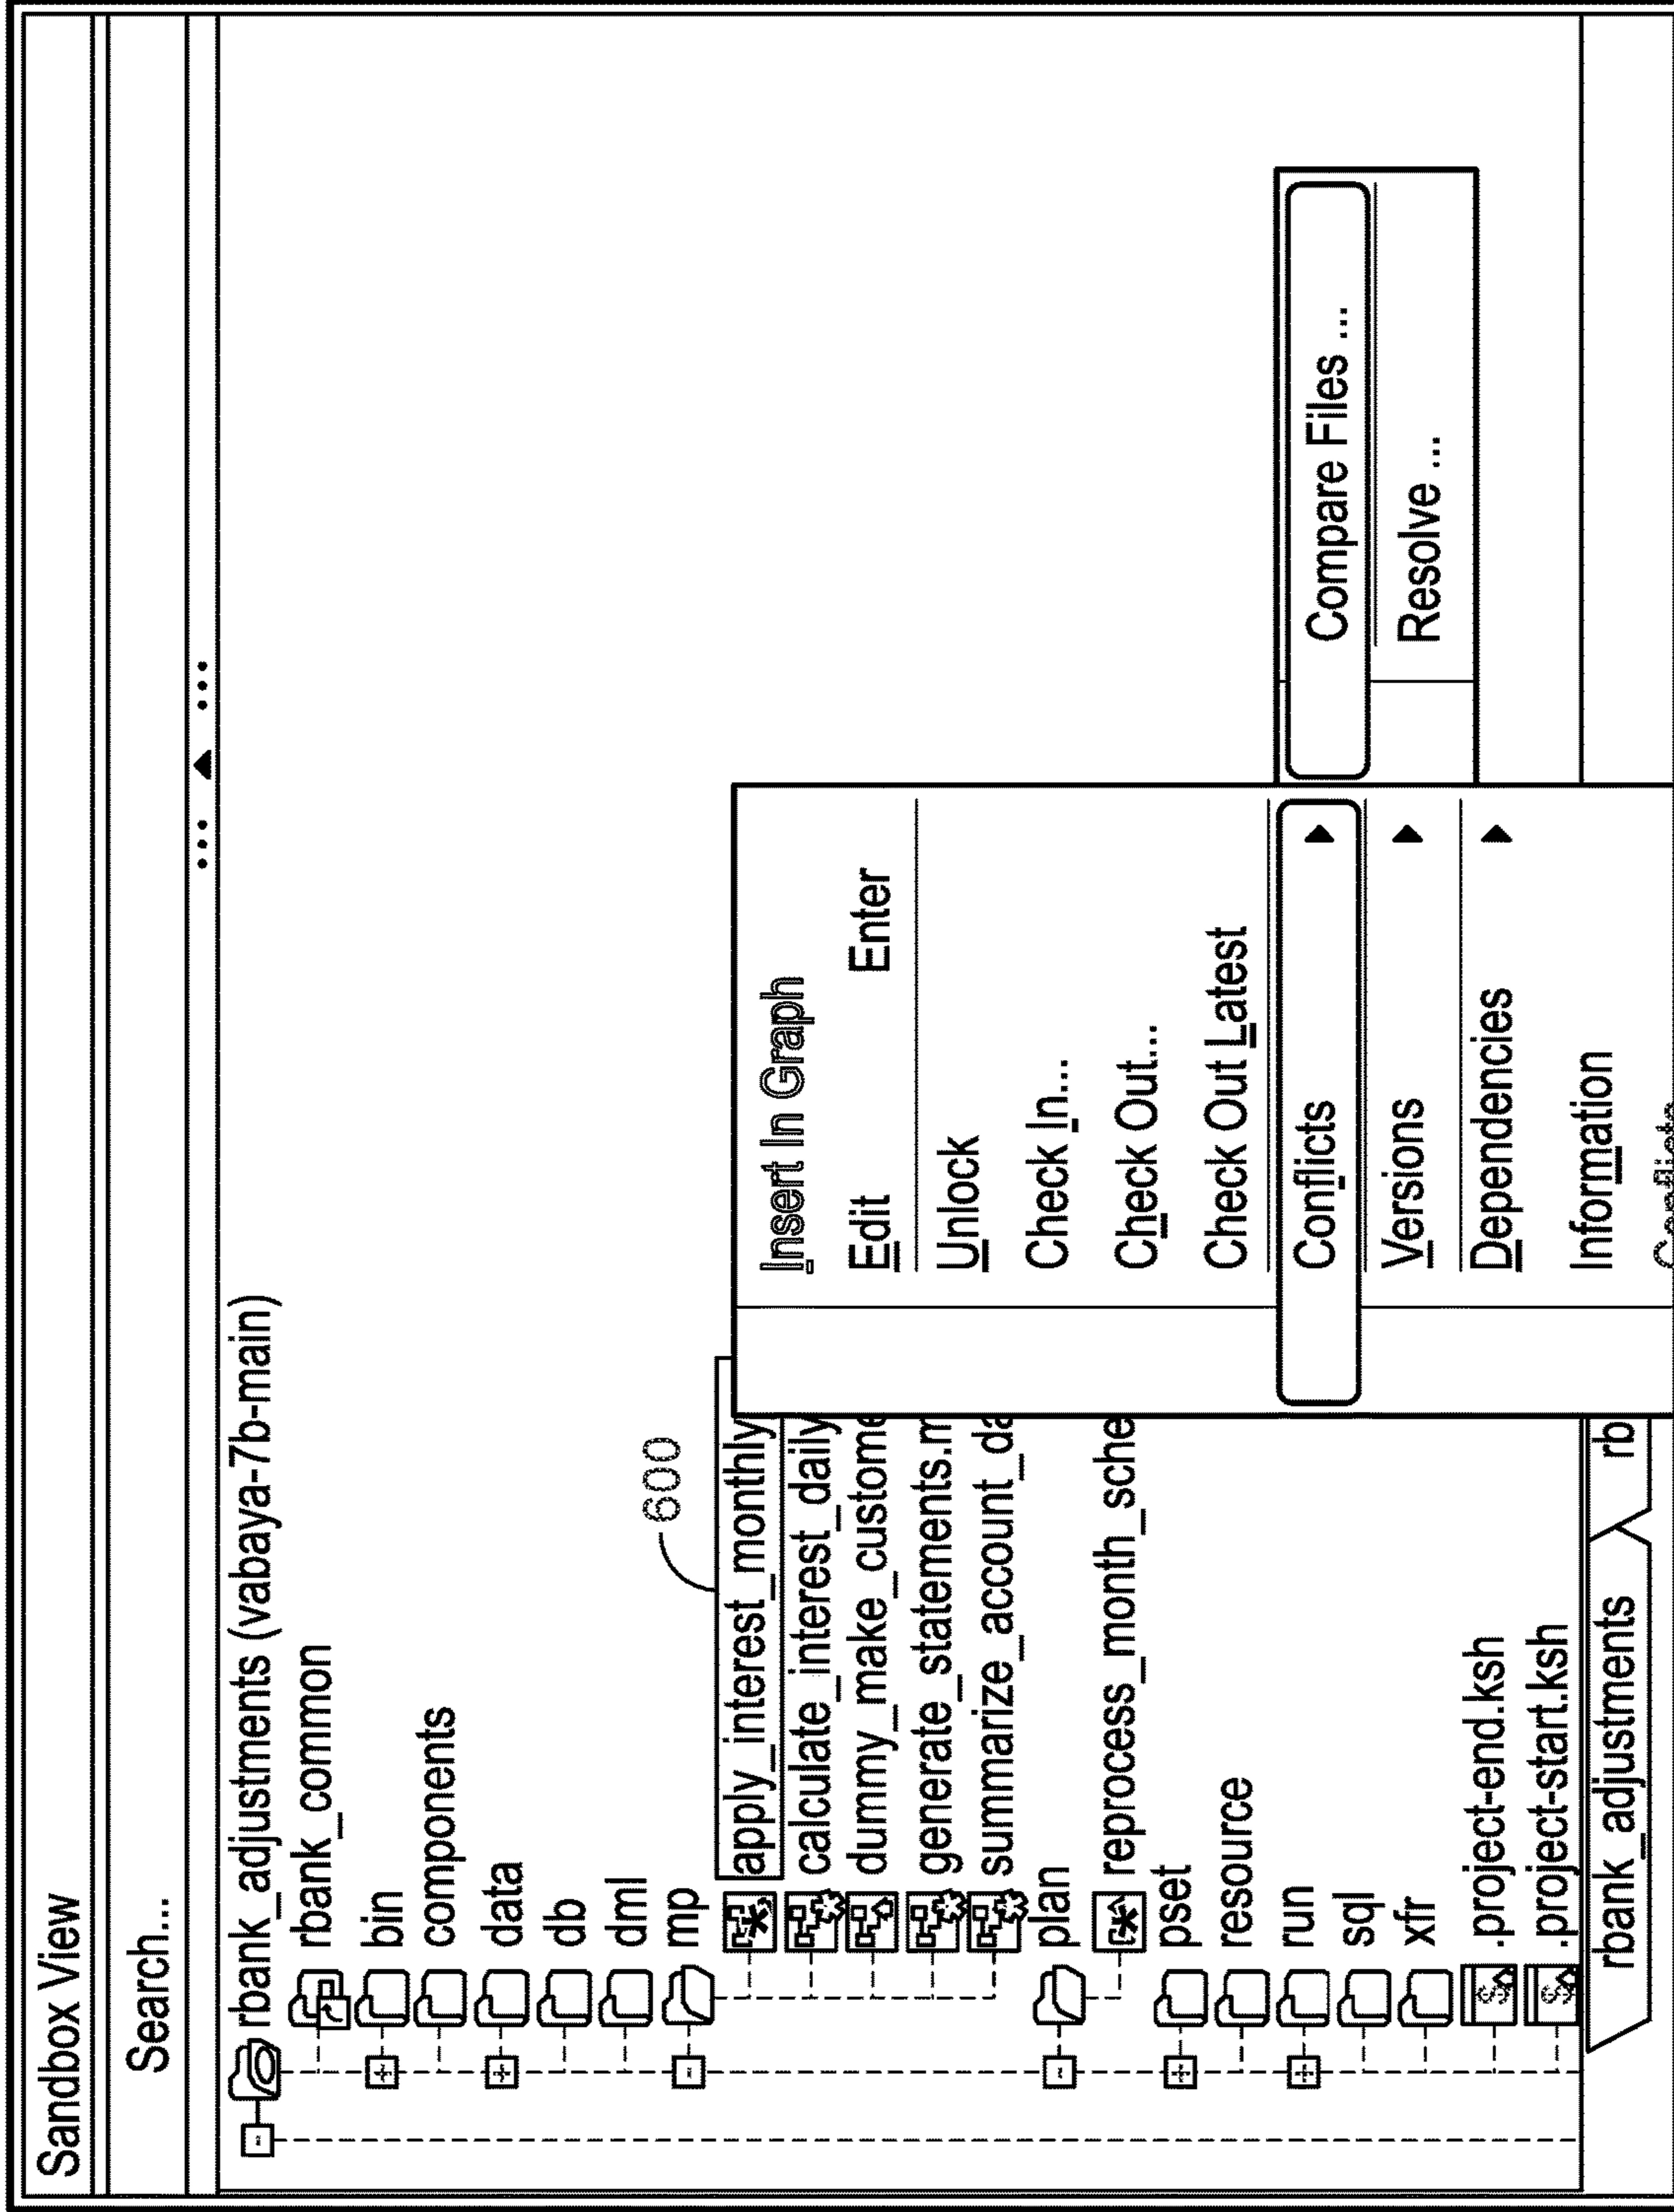 Sandbox View
Search...
rbank_adjustments (vabaya-7b-main)
rbank_common
bin
components
data
db
dml
mp
600
apply_interest_monthly
calculate_interest_daily
dummy_make_custome
generate_statements.m
summarize_account_da
plan
reprocess_month_sche
pset
resource
run
sql
xfr
.project-end.ksh
.project-start.ksh
rbank_adjustments
rb
Insert In Graph
Edit Enter
Unlock
Check In...
Check Out...
Check Out Latest
Conflicts
Versions
Dependencies
Information
Compare Files ...
Resolve ...